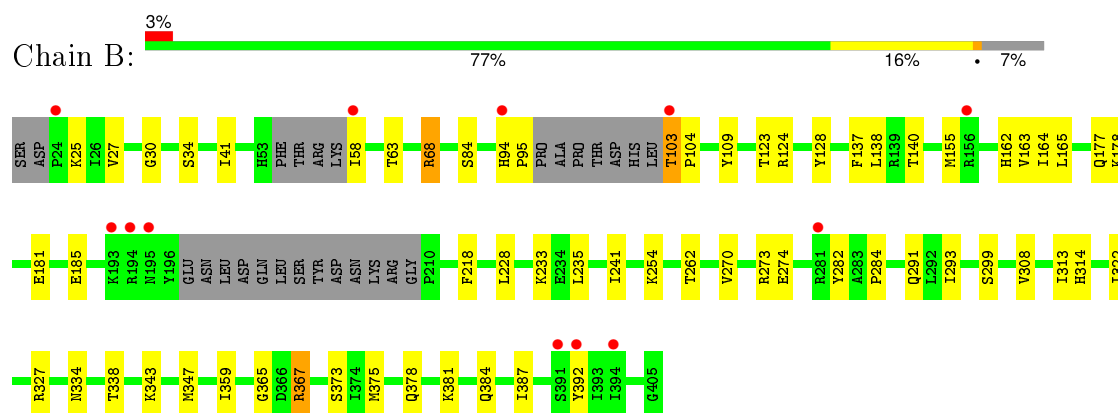 3%
Chain B:
77% 16% • 7%
SER ASP P24 K25 I26 V27 G30 S34 I41 H53 PHE THR ARG LYS I58 T63 R68 S84 H94 P95 PRO ALA PRO THR ASP HIS LEU T103 P104 Y109 T123 R124 Y128 F137 L138 R139 T140 M155 R156 H162 V163 I164 L165 Q177 K178
E181 E185 K193 R194 N195 Y196 GLU ASN LEU ASP GLN LEU SER TYR ASP ASN LYS ARG GLY P210 F218 L228 K233 E234 L235 I241 K254 T262 V270 R273 E274 R281 Y282 A283 P284 Q291 L292 I293 S299 V308 I313 H314
R327 N334 T338 K343 M347 I359 G365 D366 R367 S373 I374 M375 Q378 K381 Q384 I387 S391 Y392 I393 I394 G405